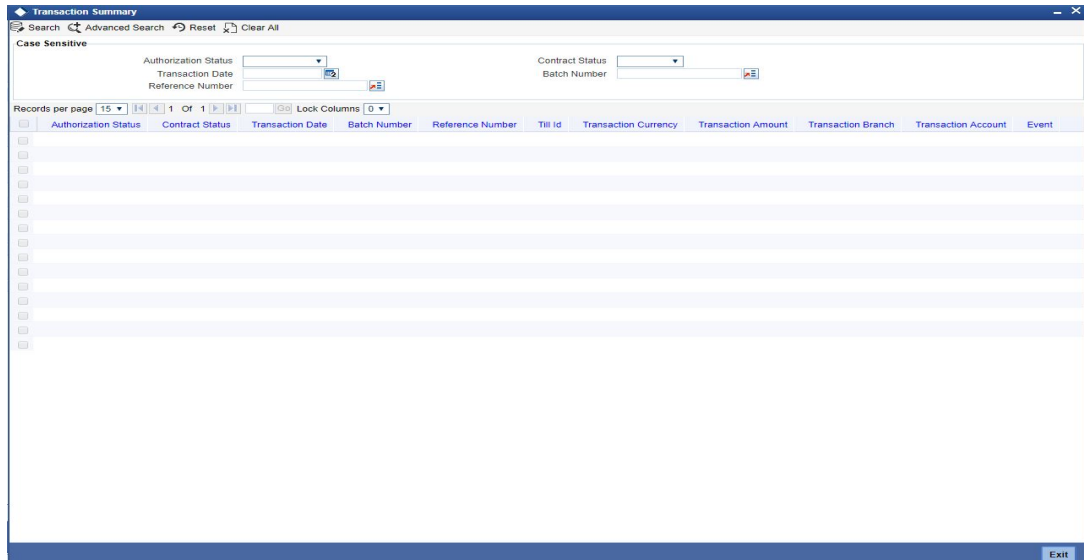 Transaction Summary
Search Advanced Search Reset Clear All
Case Sensitive
Authorization Status Contract Status
Transaction Date Batch Number
Reference Number
Records per page 15 1 Of 1 Go Lock Columns 0
Authorization Status Contract Status Transaction Date Batch Number Reference Number Till Id Transaction Currency Transaction Amount Transaction Branch Transaction Account Event
Exit